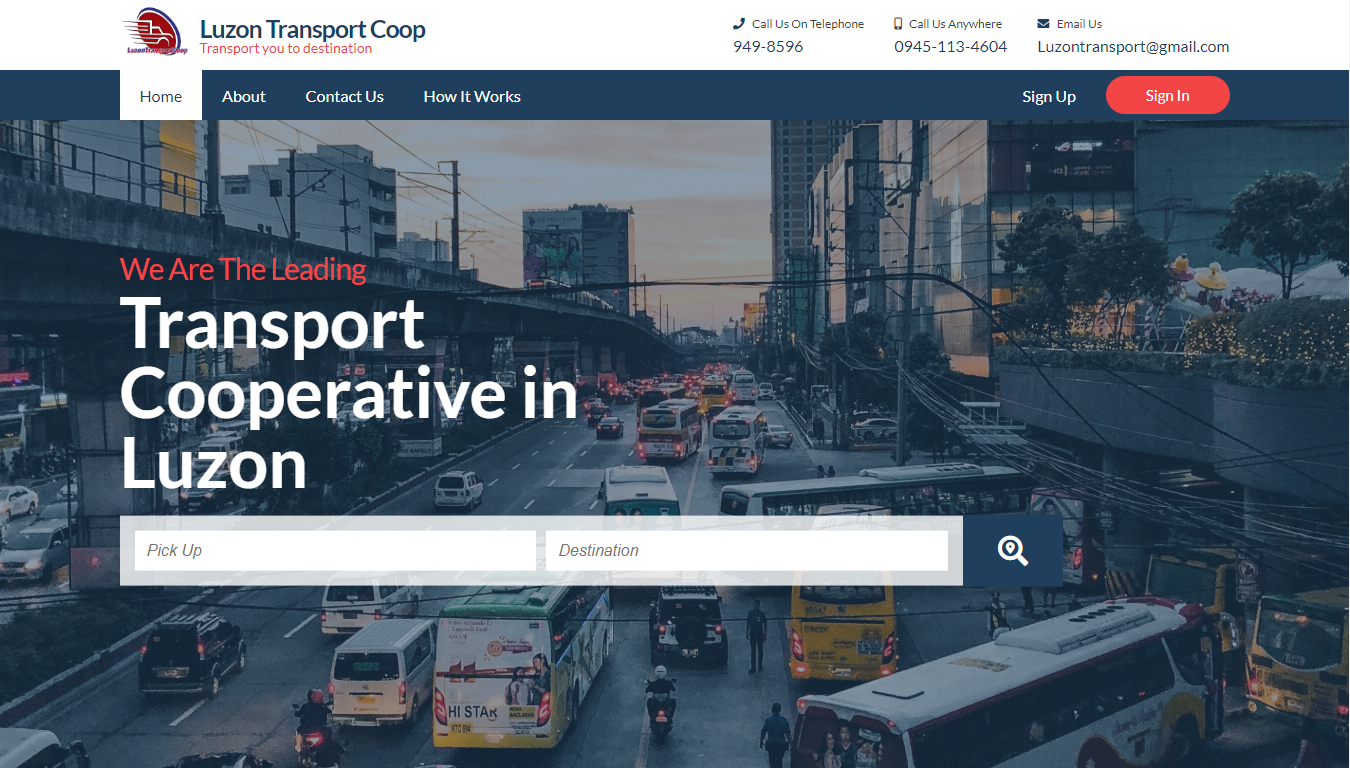 Luzon Transport Coop
Transport you to destination
LuzonTransportCoop
Call Us On Telephone
949-8596
Call Us Anywhere
0945-113-4604
Email Us
Luzontransport@gmail.com
Home
About
Contact Us
How It Works
Sign Up
Sign In
We Are The Leading
Transport
Cooperative in
Luzon
Pick Up
Destination
HI STAR
BACLARAN